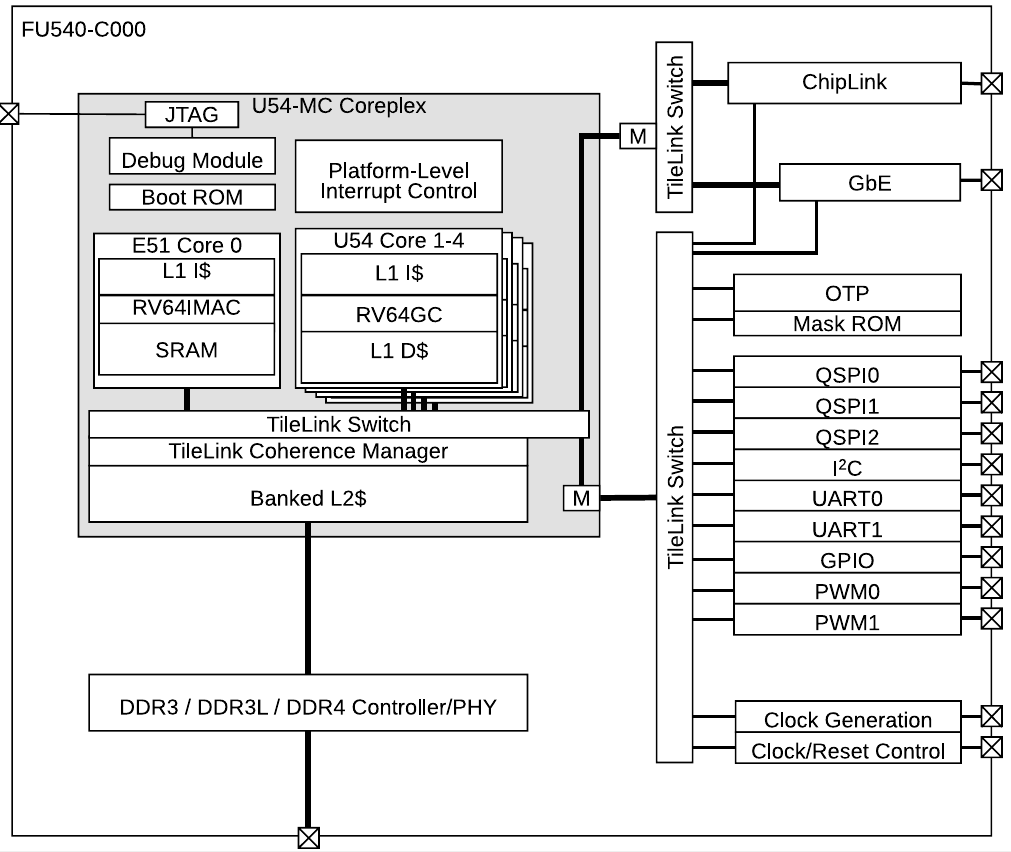 FU540-C000
U54-MC Coreplex
JTAG
Debug Module
Boot ROM
Platform-Level
Interrupt Control
E51 Core 0
L1 I$
RV64IMAC
SRAM
U54 Core 1-4
L1 I$
RV64GC
L1 D$
TileLink Switch
TileLink Coherence Manager
Banked L2$
M
DDR3 / DDR3L / DDR4 Controller/PHY
M
TileLink Switch
ChipLink
GbE
TileLink Switch
OTP
Mask ROM
QSPI0
QSPI1
QSPI2
I²C
UART0
UART1
GPIO
PWM0
PWM1
Clock Generation
Clock/Reset Control